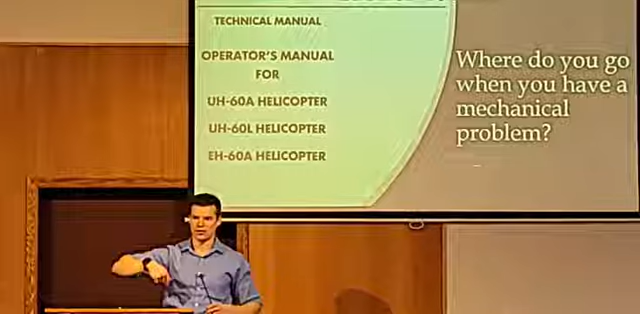 TECHNICAL MANUAL
OPERATOR'S MANUAL
FOR
UH-60A HELICOPTER
UH-60L HELICOPTER
EH-60A HELICOPTER
Where do you go
when you have a
mechanical
problem?